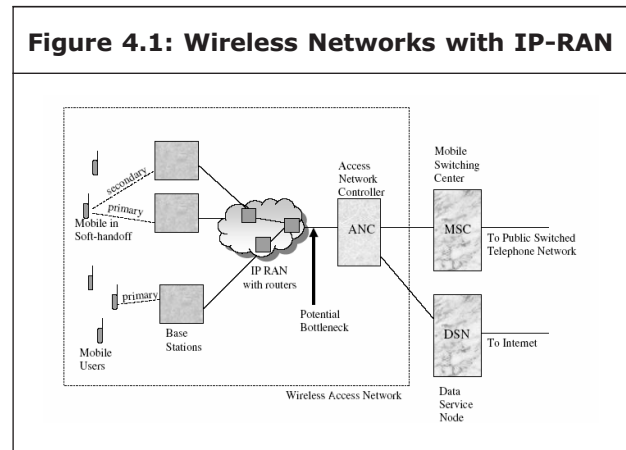 Figure 4.1: Wireless Networks with IP-RAN
secondary
primary
Mobile in
Soft-handoff
primary
Mobile
Users
Base
Stations
IP RAN
with routers
Potential
Bottleneck
Access
Network
Controller
ANC
Mobile
Switching
Center
MSC
To Public Switched
Telephone Network
DSN
To Internet
Data
Service
Node
Wireless Access Network